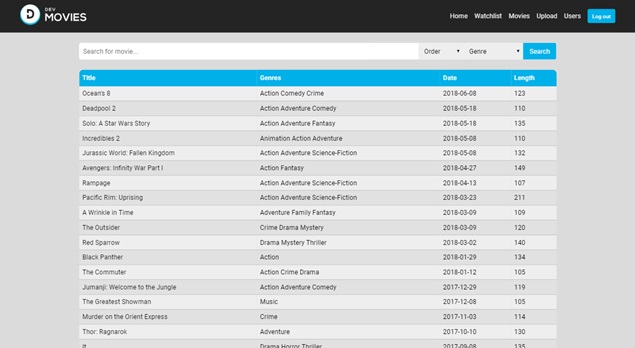 DEV
MOVIES
Home Watchlist Movies Upload Users Log out
Search for movie... Order Genre Search
Title Genres Date Length
Ocean's 8 Action Comedy Crime 2018-06-08 123
Deadpool 2 Action Adventure Comedy 2018-05-18 110
Solo: A Star Wars Story Action Adventure Fantasy 2018-05-18 135
Incredibles 2 Animation Action Adventure 2018-05-08 110
Jurassic World: Fallen Kingdom Action Adventure Science-Fiction 2018-05-08 132
Avengers: Infinity War Part I Action Fantasy 2018-04-27 149
Rampage Action Adventure Science-Fiction 2018-04-13 107
Pacific Rim: Uprising Action Adventure Science-Fiction 2018-03-23 211
A Wrinkle in Time Adventure Family Fantasy 2018-03-09 109
The Outsider Crime Drama Mystery 2018-03-09 120
Red Sparrow Drama Mystery Thriller 2018-03-02 140
Black Panther Action 2018-01-29 134
The Commuter Action Crime Drama 2018-01-12 105
Jumanji: Welcome to the Jungle Action Adventure Comedy 2017-12-29 119
The Greatest Showman Music 2017-12-08 105
Murder on the Orient Express Crime 2017-11-03 114
Thor: Ragnarok Adventure 2017-10-10 130
It Drama Horror Thriller 2017-09-08 135